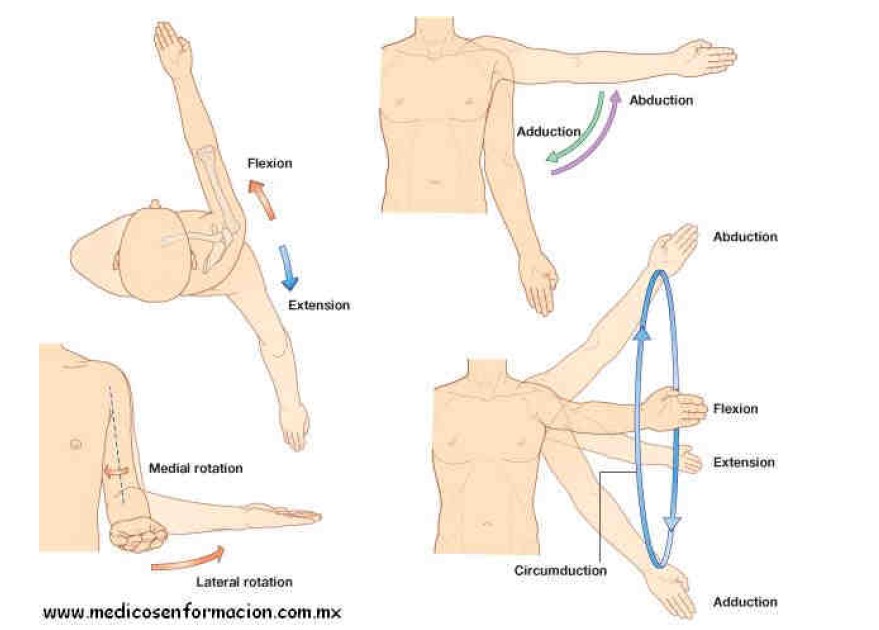 Flexion
Extension
Medial rotation
Lateral rotation
www.medicosenformacion.com.mx
Abduction
Adduction
Abduction
Flexion
Extension
Circumduction
Adduction